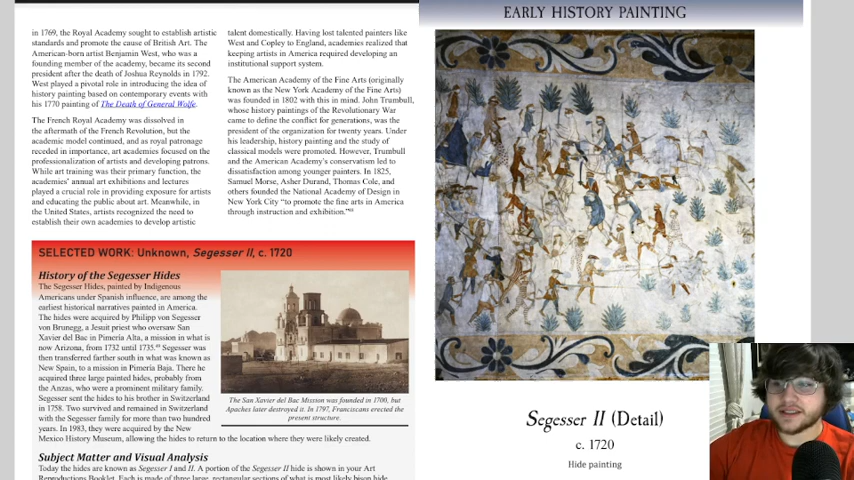 in 1769, the Royal Academy sought to establish artistic
standards and promote the cause of British Art. The
American-born artist Benjamin West, who was a
founding member of the academy, became its second
president after the death of Joshua Reynolds in 1792.
West played a pivotal role in introducing the idea of
history painting based on contemporary events with
his 1770 painting of The Death of General Wolfe.
The French Royal Academy was dissolved in
the aftermath of the French Revolution, but the
academic model continued, and as royal patronage
receded in importance, art academies focused on the
professionalization of artists and developing patrons.
While art training was their primary function, the
academies' annual art exhibitions and lectures
played a crucial role in providing exposure for artists
and educating the public about art. Meanwhile, in
the United States, artists recognized the need to
establish their own academies to develop artistic
talent domestically. Having lost talented painters like
West and Copley to England, academies realized that
keeping artists in America required developing an
institutional support system.
The American Academy of the Fine Arts (originally
known as the New York Academy of the Fine Arts)
was founded in 1802 with this in mind. John Trumbull,
whose history paintings of the Revolutionary War
came to define the conflict for generations, was the
president of the organization for twenty years. Under
his leadership, history painting and the study of
classical models were promoted. However, Trumbull
and the American Academy's conservatism led to
dissatisfaction among younger painters. In 1825,
Samuel Morse, Asher Durand, Thomas Cole, and
others founded the National Academy of Design in
New York City "to promote the fine arts in America
through instruction and exhibition."
SELECTED WORK: Unknown, Segesser II, c. 1720
History of the Segesser Hides
The Segesser Hides, painted by Indigenous
Americans under Spanish influence, are among the
earliest historical narratives painted in America.
The hides were acquired by Philipp von Segesser
von Brunegg, a Jesuit priest who oversaw San
Xavier del Bac in Pimería Alta, a mission in what is
now Arizona, from 1732 until 1735. Segesser was
then transferred farther south in what was known as
New Spain, to a mission in Pimería Baja. There he
acquired three large painted hides, probably from
the Anzas, who were a prominent military family.
Segesser sent the hides to his brother in Switzerland
in 1758. Two survived and remained in Switzerland
with the Segesser family for more than two hundred
years. In 1983, they were acquired by the New
Mexico History Museum, allowing the hides to return to the location where they were likely created.
The San Xavier del Bac Mission was founded in 1700, but
Apaches later destroyed it. In 1797, Franciscans erected the
present structure.
Subject Matter and Visual Analysis
Today the hides are known as Segesser I and II. A portion of the Segesser II hide is shown in your Art
Reproductions Booklet. Each is made of three large, rectangular sections of what is most likely bison hide
EARLY HISTORY PAINTING
Segesser II (Detail)
c. 1720
Hide painting